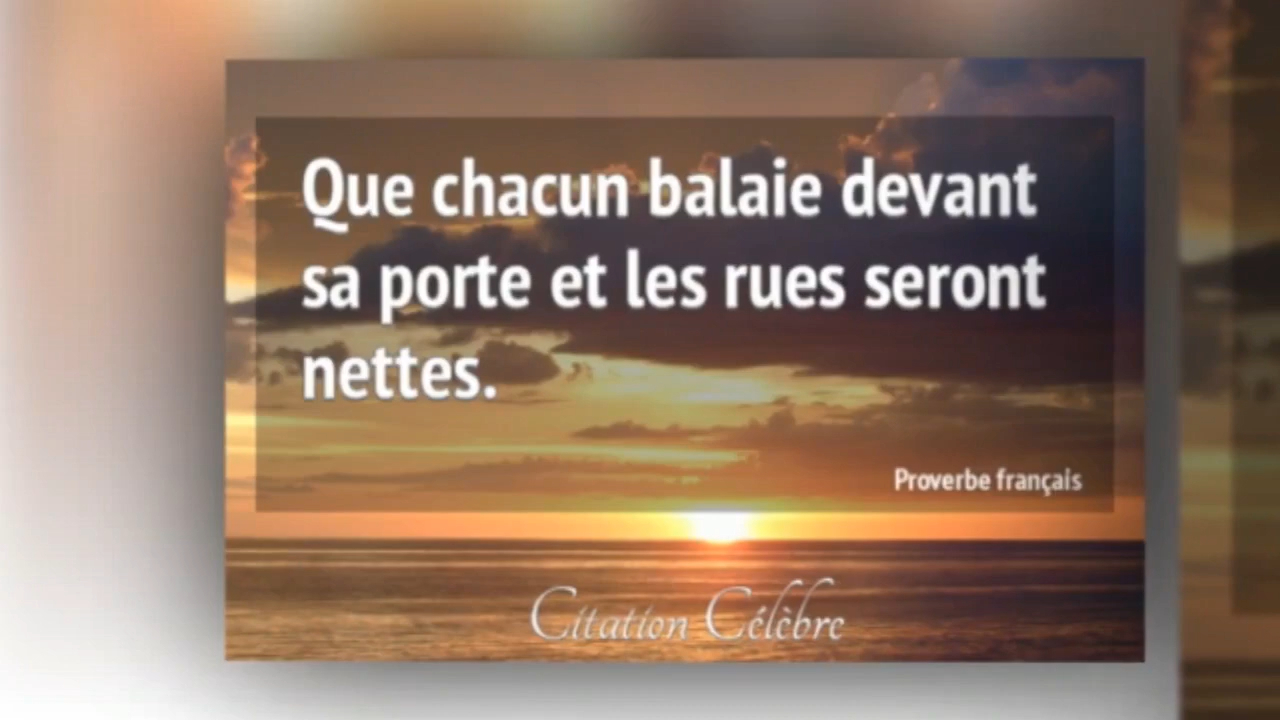 Que chacun balaie devant
sa porte et les rues seront
nettes.
Proverbe français
Citation Célèbre